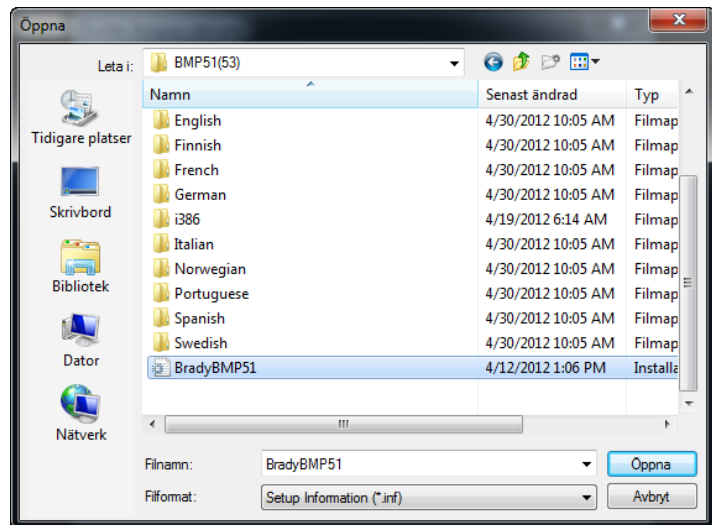 Öppna
Leta i: BMP51(53)
Namn Senast ändrad Typ
English 4/30/2012 10:05 AM Filmap
Finnish 4/30/2012 10:05 AM Filmap
French 4/30/2012 10:05 AM Filmap
German 4/30/2012 10:05 AM Filmap
i386 4/19/2012 6:14 AM Filmap
Italian 4/30/2012 10:05 AM Filmap
Norwegian 4/30/2012 10:05 AM Filmap
Portuguese 4/30/2012 10:05 AM Filmap
Spanish 4/30/2012 10:05 AM Filmap
Swedish 4/30/2012 10:05 AM Filmap
BradyBMP51 4/12/2012 1:06 PM Installa
Tidigare platser
Skrivbord
Bibliotek
Dator
Nätverk
Filnamn: BradyBMP51 Öppna
Filformat: Setup Information (*.inf) Avbryt